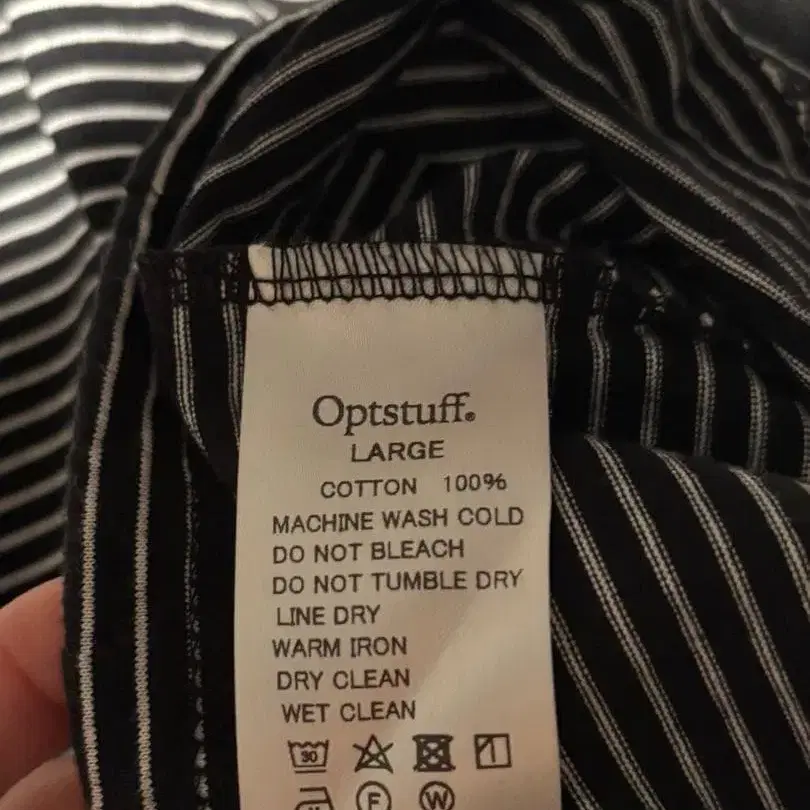 Optstuff®
LARGE
COTTON 100%
MACHINE WASH COLD
DO NOT BLEACH
DO NOT TUMBLE DRY
LINE DRY
WARM IRON
DRY CLEAN
WET CLEAN
30
F W